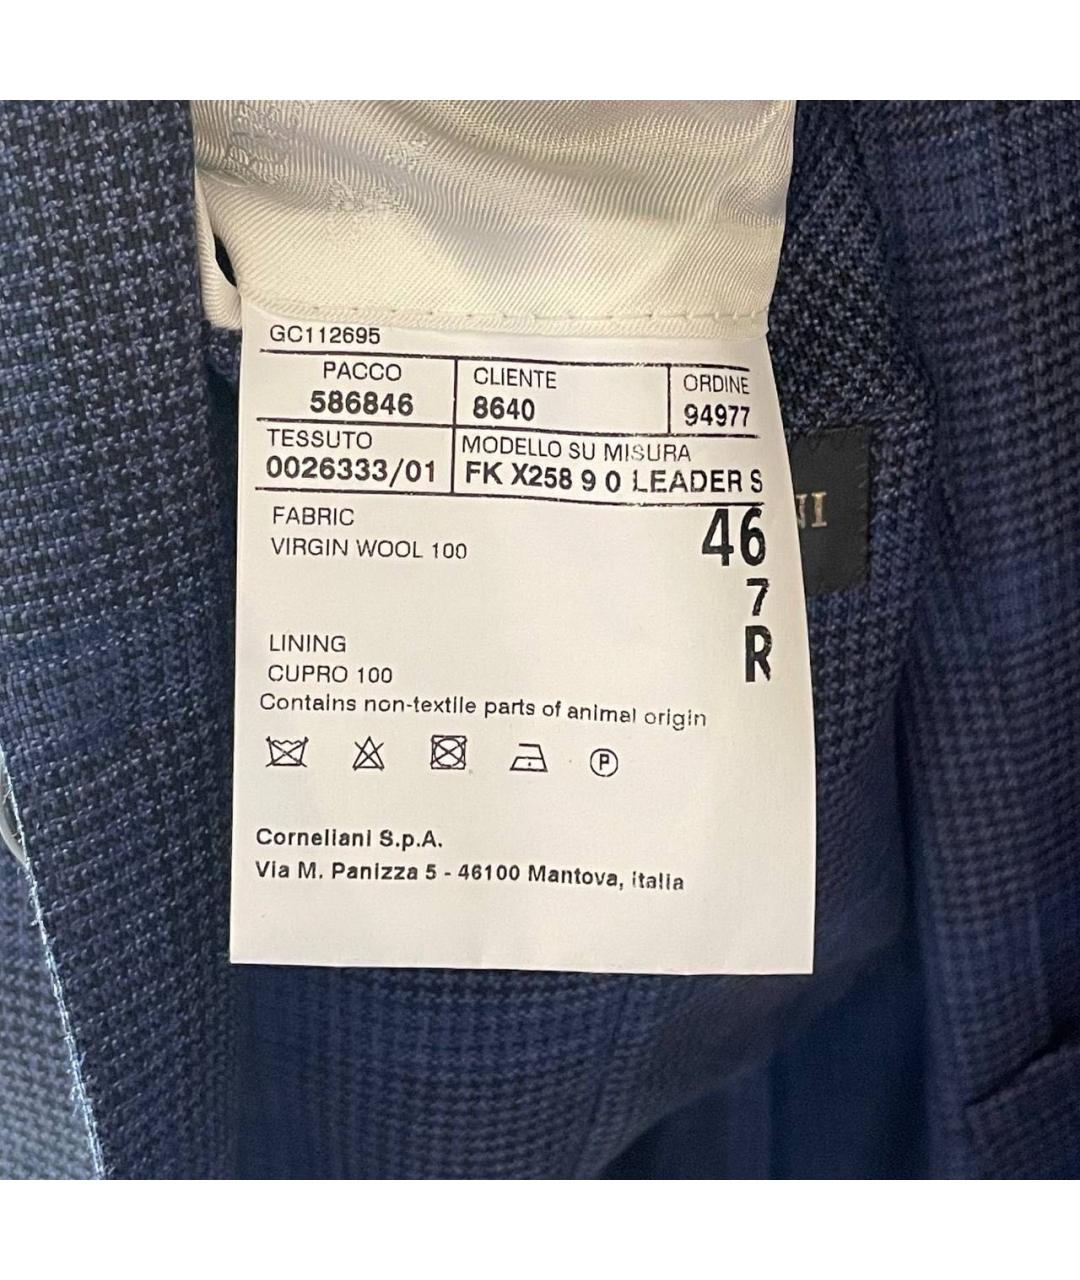 GC112695
PACCO CLIENTE ORDINE
586846 8640 94977
TESSUTO MODELLO SU MISURA
0026333/01 FK X258 9 0 LEADER S
FABRIC
VIRGIN WOOL 100
46
7
R
LINING
CUPRO 100
Contains non-textile parts of animal origin
P
Corneliani S.p.A.
Via M. Panizza 5 - 46100 Mantova, Italia